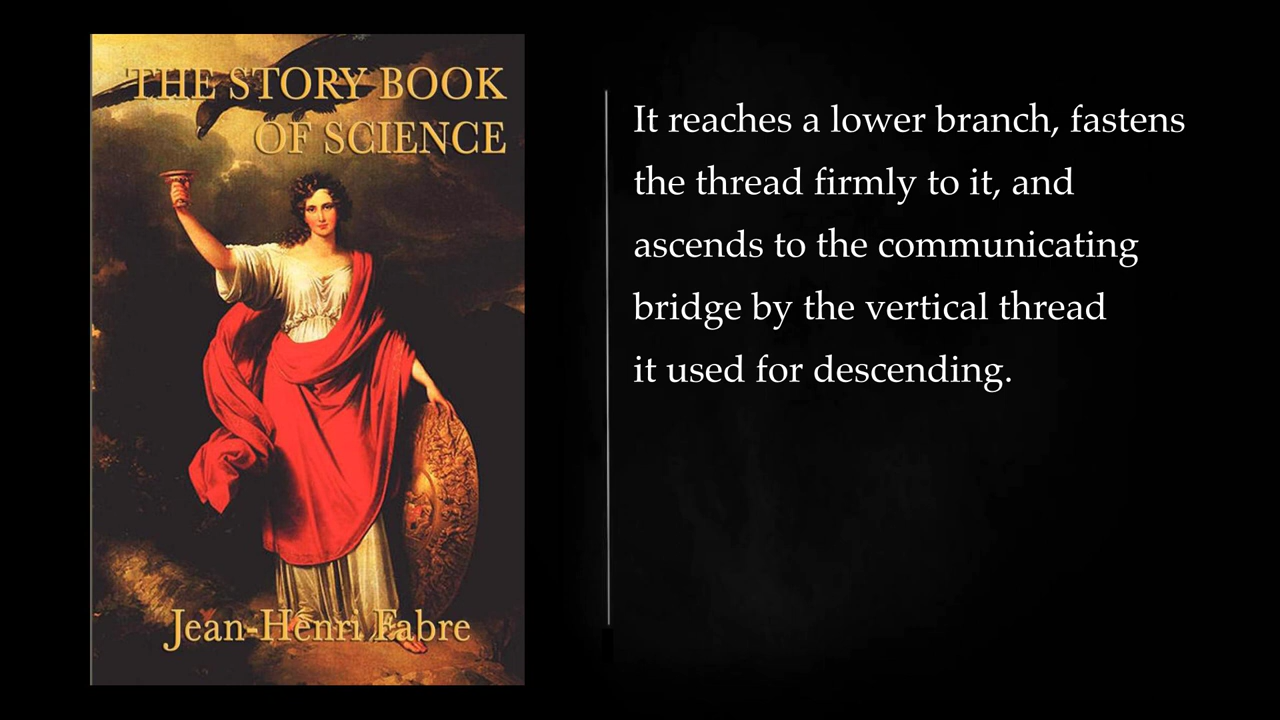 THE STORY BOOK
OF SCIENCE
Jean-Henri Fabre
It reaches a lower branch, fastens
the thread firmly to it, and
ascends to the communicating
bridge by the vertical thread
it used for descending.